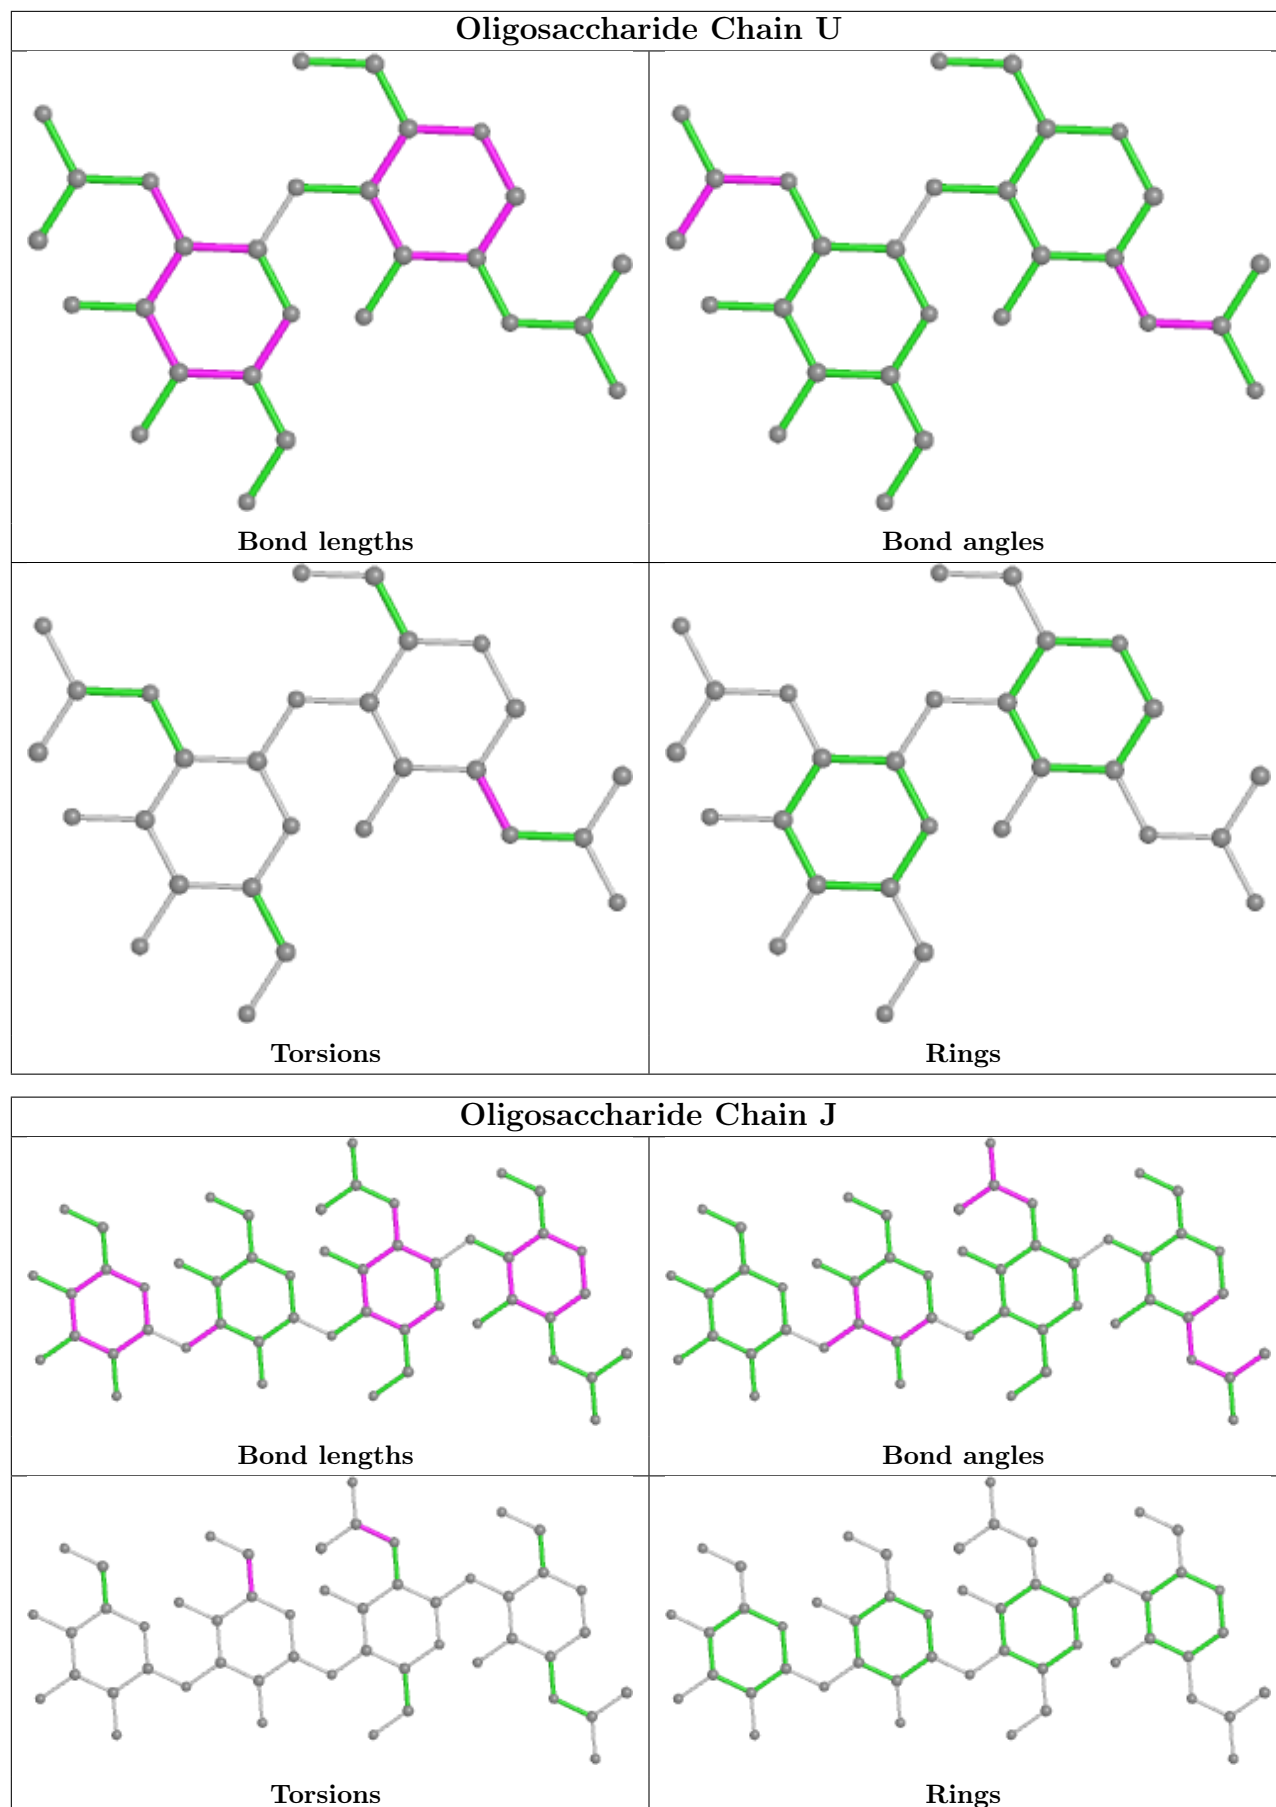 Oligosaccharide Chain U
Bond lengths
Bond angles
Torsions
Rings
Oligosaccharide Chain J
Bond lengths
Bond angles
Torsions
Rings